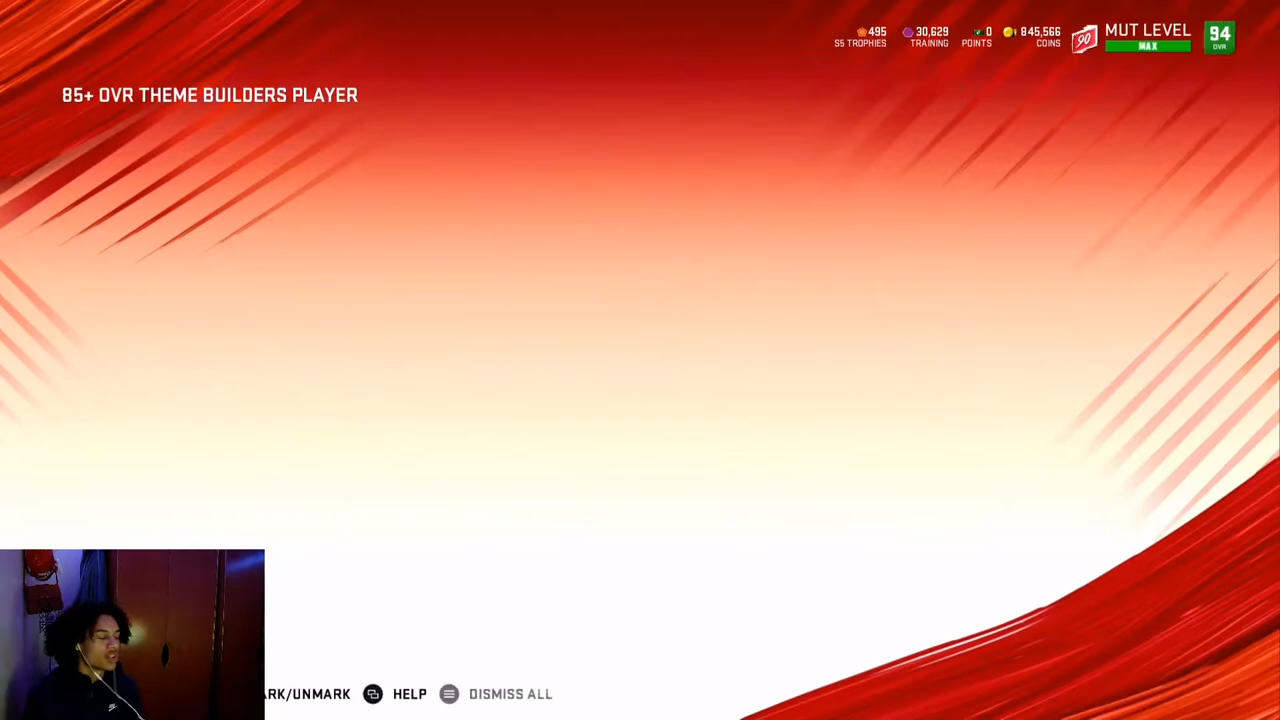 495 30,629 0 845,566
S5 TROPHIES TRAINING POINTS COINS
90
MUT LEVEL
MAX
94
OVR
85+ OVR THEME BUILDERS PLAYER
ARK/UNMARK HELP DISMISS ALL